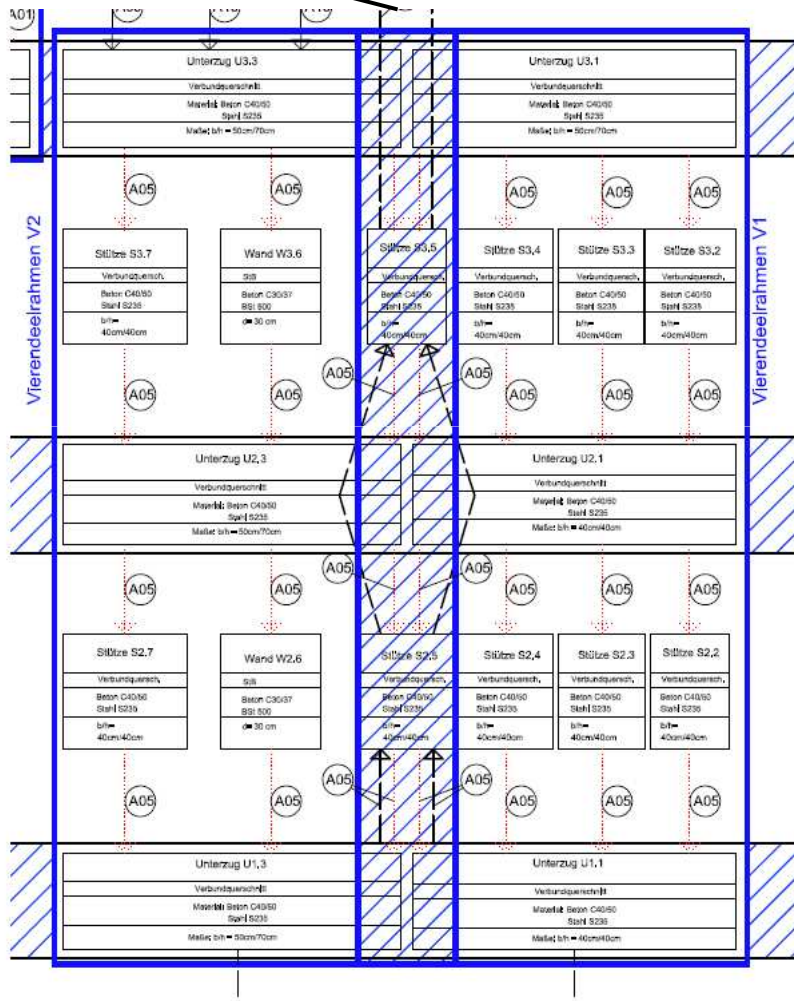 A01
Unterzug U3.3
Verbundquerschnitt
Material: Beton C40/50
Stahl S235
Maße: b/h = 50cm/70cm
Unterzug U3.1
Verbundquerschnitt
Material: Beton C40/50
Stahl S235
Maße: b/h = 50cm/70cm
A05
A05
A05
A05
A05
Vierendeelrahmen V2
Vierendeelrahmen V1
Stütze S3.7
Verbundquersch.
Beton C40/50
Stahl S235
b/h=
40cm/40cm
Wand W3.6
StB
Beton C30/37
BSt 500
d= 30 cm
Stütze S3.5
Verbundquersch.
Beton C40/50
Stahl S235
b/h=
40cm/40cm
Stütze S3.4
Verbundquersch.
Beton C40/50
Stahl S235
b/h=
40cm/40cm
Stütze S3.3
Verbundquersch.
Beton C40/50
Stahl S235
b/h=
40cm/40cm
Stütze S3.2
Verbundquersch.
Beton C40/50
Stahl S235
b/h=
40cm/40cm
A05
A05
A05
A05
A05
A05
A05
Unterzug U2.3
Verbundquerschnitt
Material: Beton C40/50
Stahl S235
Maße: b/h = 50cm/70cm
Unterzug U2.1
Verbundquerschnitt
Material: Beton C40/50
Stahl S235
Maße: b/h = 40cm/40cm
A05
A05
A05
A05
A05
A05
A05
Stütze S2.7
Verbundquersch.
Beton C40/50
Stahl S235
b/h=
40cm/40cm
Wand W2.6
StB
Beton C30/37
BSt 500
d= 30 cm
Stütze S2.5
Verbundquersch.
Beton C40/50
Stahl S235
b/h=
40cm/40cm
Stütze S2.4
Verbundquersch.
Beton C40/50
Stahl S235
b/h=
40cm/40cm
Stütze S2.3
Verbundquersch.
Beton C40/50
Stahl S235
b/h=
40cm/40cm
Stütze S2.2
Verbundquersch.
Beton C40/50
Stahl S235
b/h=
40cm/40cm
A05
A05
A05
A05
A05
A05
A05
Unterzug U1.3
Verbundquerschnitt
Material: Beton C40/50
Stahl S235
Maße: b/h = 50cm/70cm
Unterzug U1.1
Verbundquerschnitt
Material: Beton C40/50
Stahl S235
Maße: b/h = 40cm/40cm